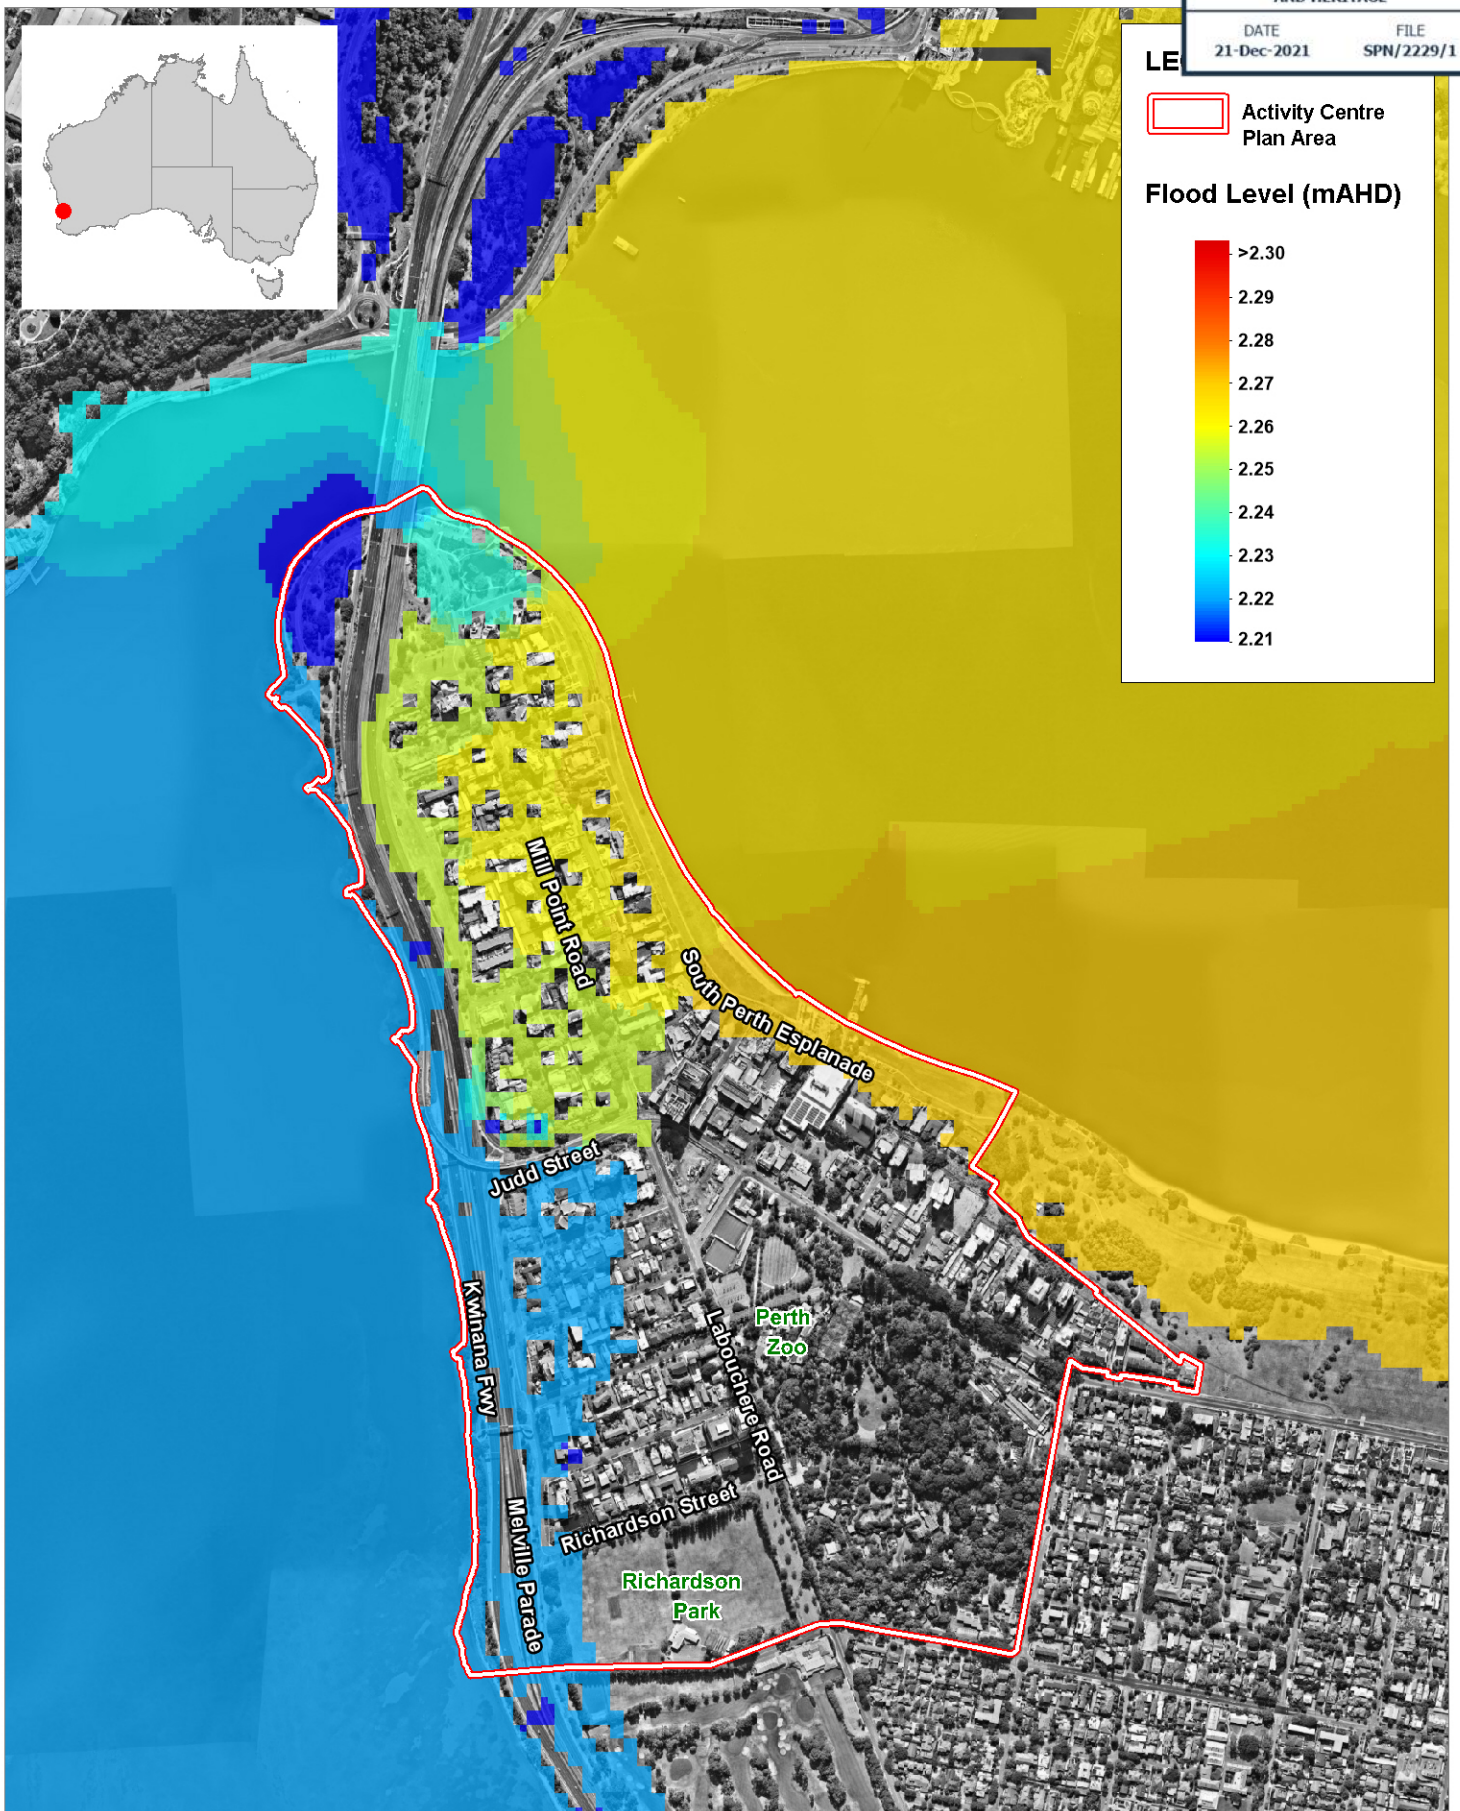 DATE
FILE
21-Dec-2021
SPN/2229/1
LE
Activity Centre
Plan Area
Flood Level (mAHD)
>2.30
2.29
2.28
2.27
2.26
2.25
2.24
2.23
2.22
2.21
Mill Point Road
South Perth Esplanade
Judd Street
Kwinana Fwy
Labouchere Road
Perth
Zoo
Melville Parade
Richardson Street
Richardson
Park